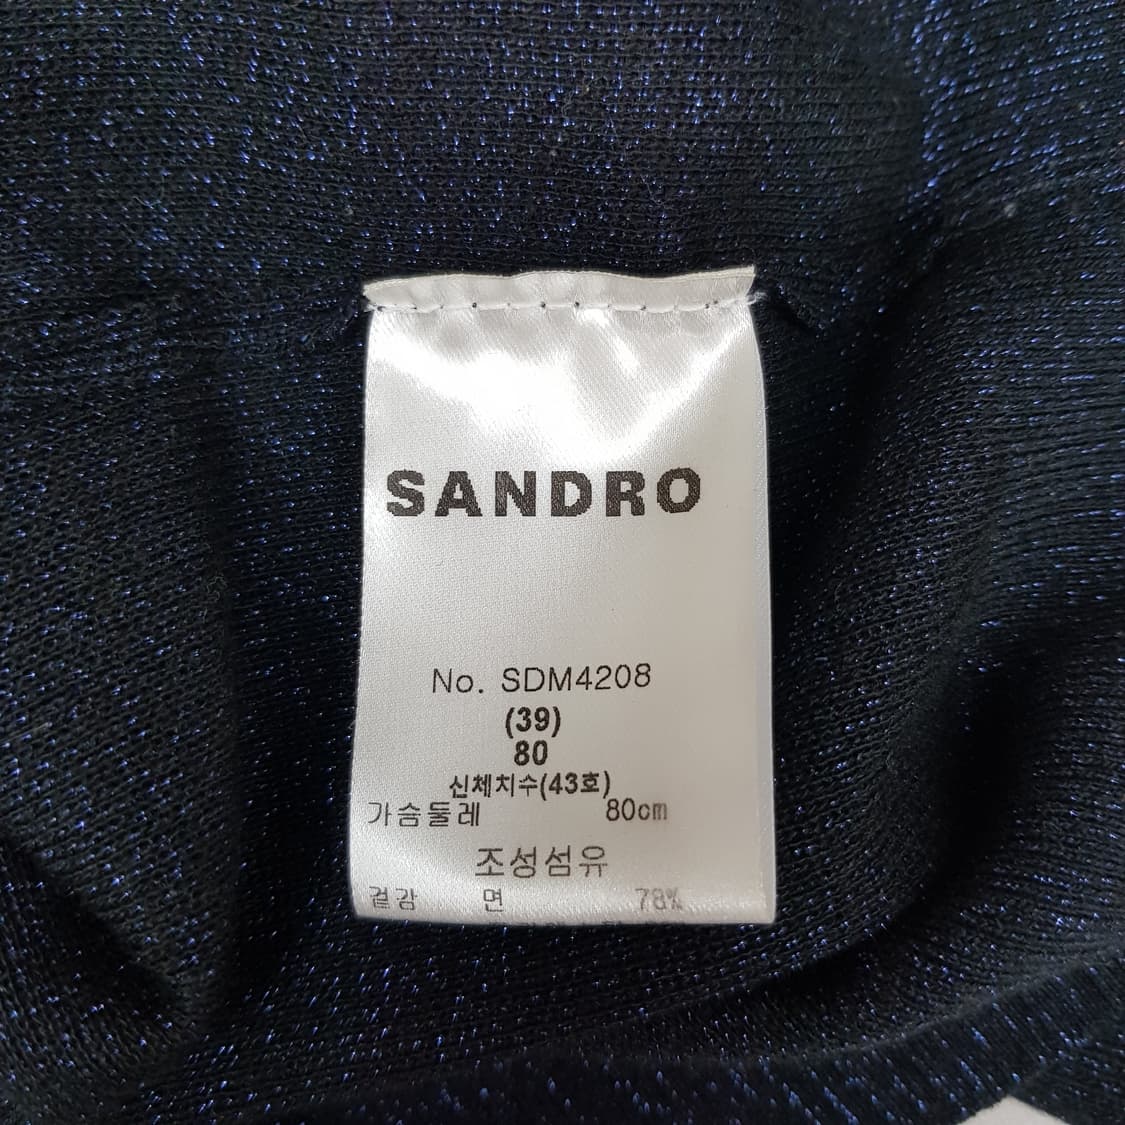 SANDRO
No. SDM4208
(39)
80
신체치수(43호)
가슴둘레 80cm
조성섬유
겉감 면 78%